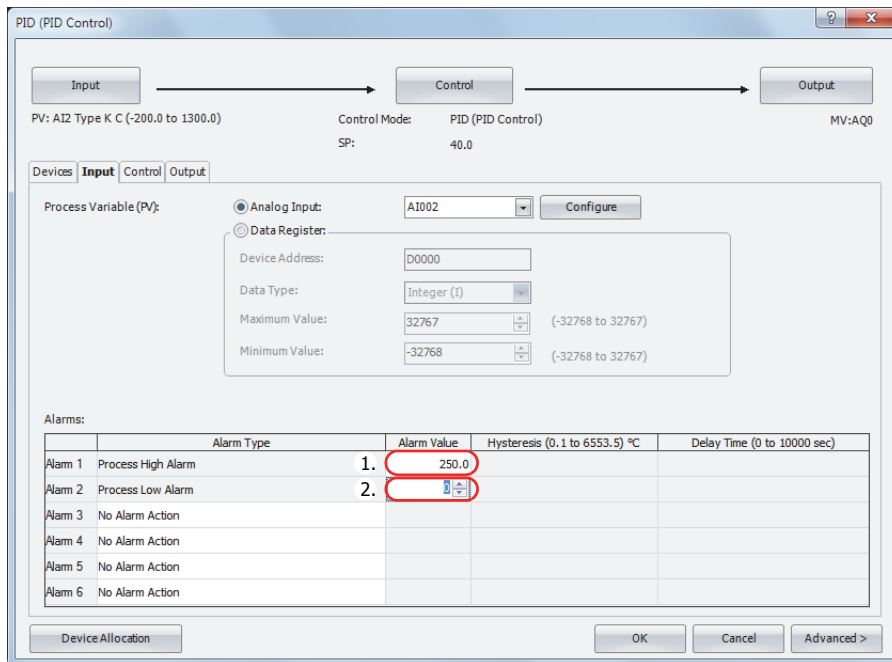 PID (PID Control)
? X
Input Control Output
PV: AI2 Type K C (-200.0 to 1300.0) Control Mode: PID (PID Control) MV:AQ0
SP: 40.0
Devices Input Control Output
Process Variable (PV): Analog Input: AI002 Configure
Data Register:
Device Address: D0000
Data Type: Integer (I)
Maximum Value: 32767 (-32768 to 32767)
Minimum Value: -32768 (-32768 to 32767)
Alarms:
Alarm Type Alarm Value Hysteresis (0.1 to 6553.5) ºC Delay Time (0 to 10000 sec)
Alarm 1 Process High Alarm 1. 250.0
Alarm 2 Process Low Alarm 2. 0
Alarm 3 No Alarm Action
Alarm 4 No Alarm Action
Alarm 5 No Alarm Action
Alarm 6 No Alarm Action
Device Allocation OK Cancel Advanced >